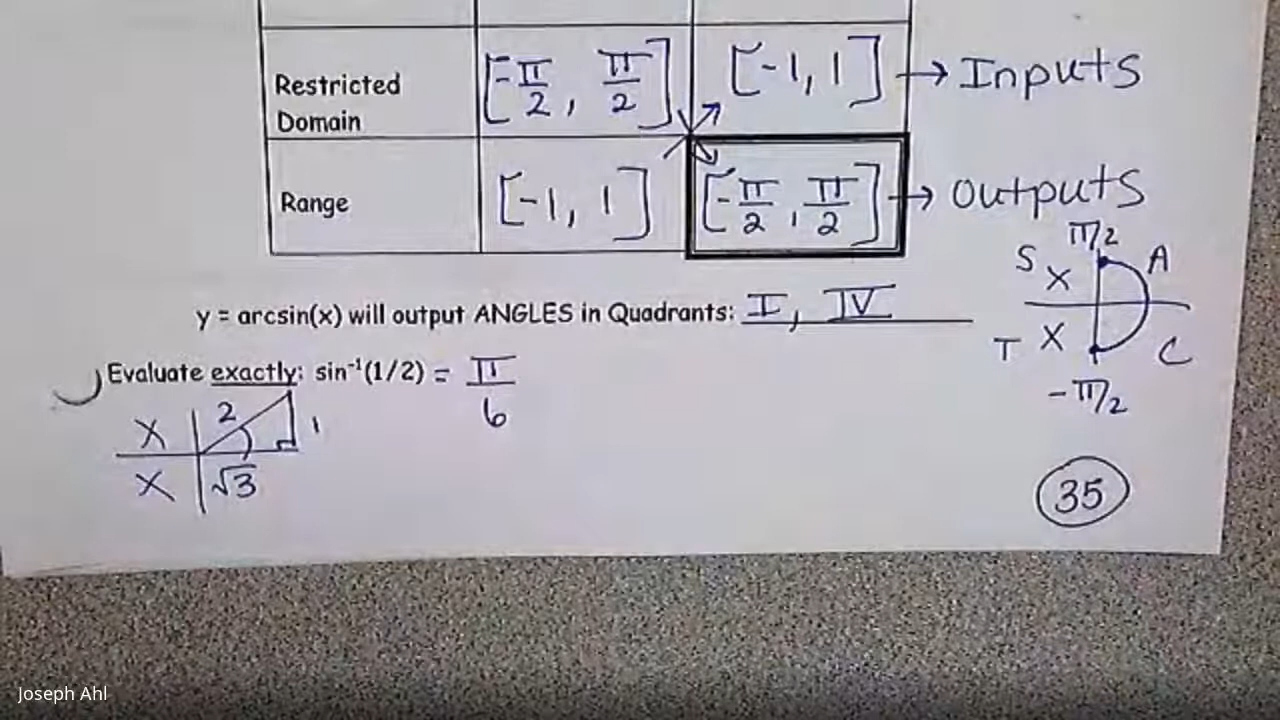 Restricted Domain [-π/2, π/2] [-1, 1] → Inputs
Range [-1, 1] [-π/2, π/2] → Outputs
π/2
S X A
y = arcsin(x) will output ANGLES in Quadrants: I, IV
T X C
-π/2
Evaluate exactly: sin⁻¹(1/2) = π/6
X 2 1
X √3
35
Joseph Ahl